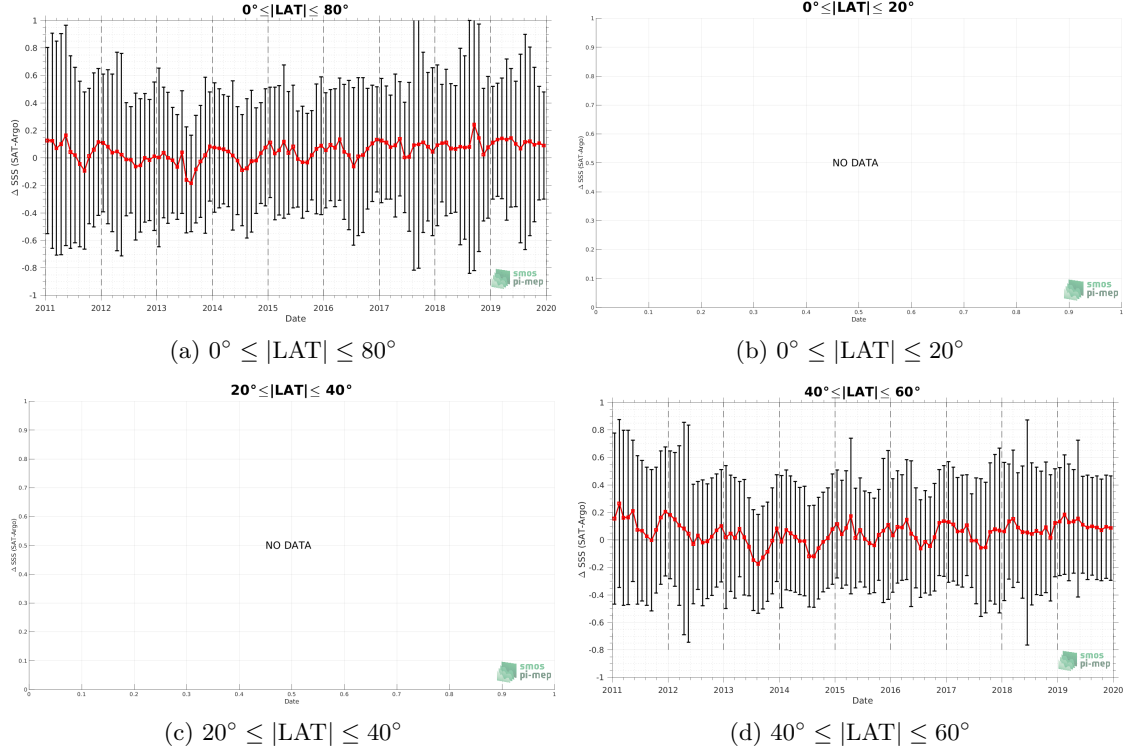 0°≤|LAT|≤ 80°
1
0.8
0.6
0.4
0.2
0
-0.2
-0.4
-0.6
-0.8
-1
Δ SSS (SAT-Argo)
2011 2012 2013 2014 2015 2016 2017 2018 2019 2020
Date
smos
pi-mep
(a) 0° ≤ |LAT| ≤ 80°
0°≤|LAT|≤ 20°
1
0.9
0.8
0.7
0.6
0.5
0.4
0.3
0.2
0.1
0
Δ SSS (SAT-Argo)
NO DATA
0 0.1 0.2 0.3 0.4 0.5 0.6 0.7 0.8 0.9 1
Date
smos
pi-mep
(b) 0° ≤ |LAT| ≤ 20°
20°≤|LAT|≤ 40°
1
0.9
0.8
0.7
0.6
0.5
0.4
0.3
0.2
0.1
0
Δ SSS (SAT-Argo)
NO DATA
0 0.1 0.2 0.3 0.4 0.5 0.6 0.7 0.8 0.9 1
Date
smos
pi-mep
(c) 20° ≤ |LAT| ≤ 40°
40°≤|LAT|≤ 60°
1
0.8
0.6
0.4
0.2
0
-0.2
-0.4
-0.6
-0.8
-1
Δ SSS (SAT-Argo)
2011 2012 2013 2014 2015 2016 2017 2018 2019 2020
Date
smos
pi-mep
(d) 40° ≤ |LAT| ≤ 60°